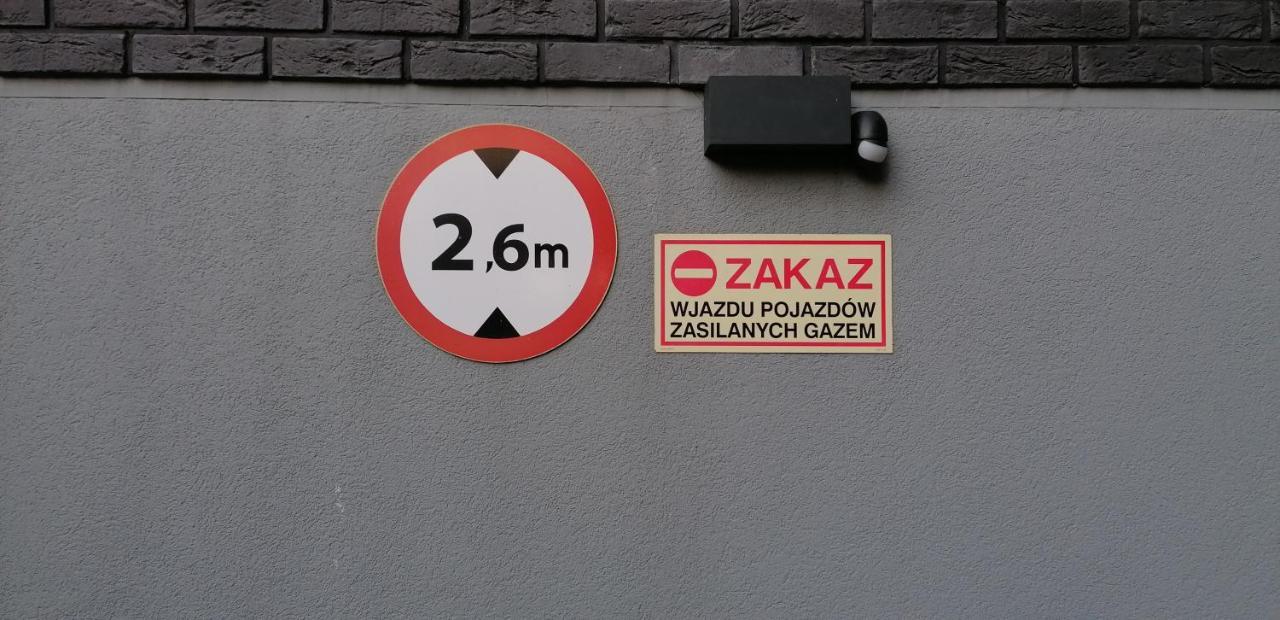 2,6m
ZAKAZ
WJAZDU POJAZDÓW
ZASILANYCH GAZEM